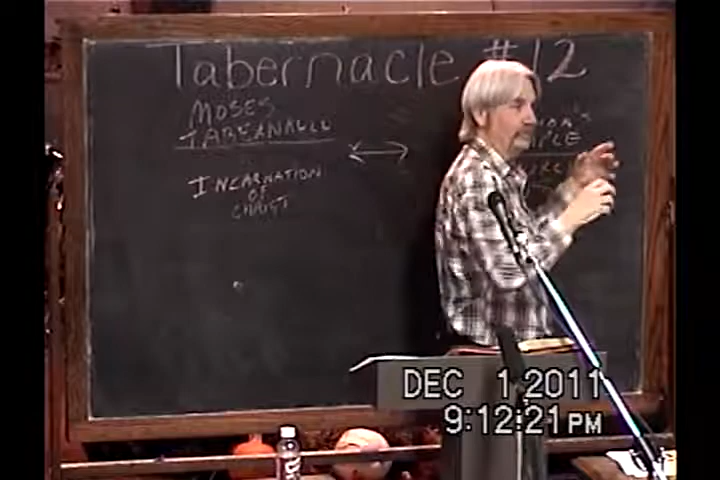 Tabernacle #12
MOSES
TABERNACLE
INCARNATION
OF
CHRIST
DEC 1 2011
9:12:21 PM